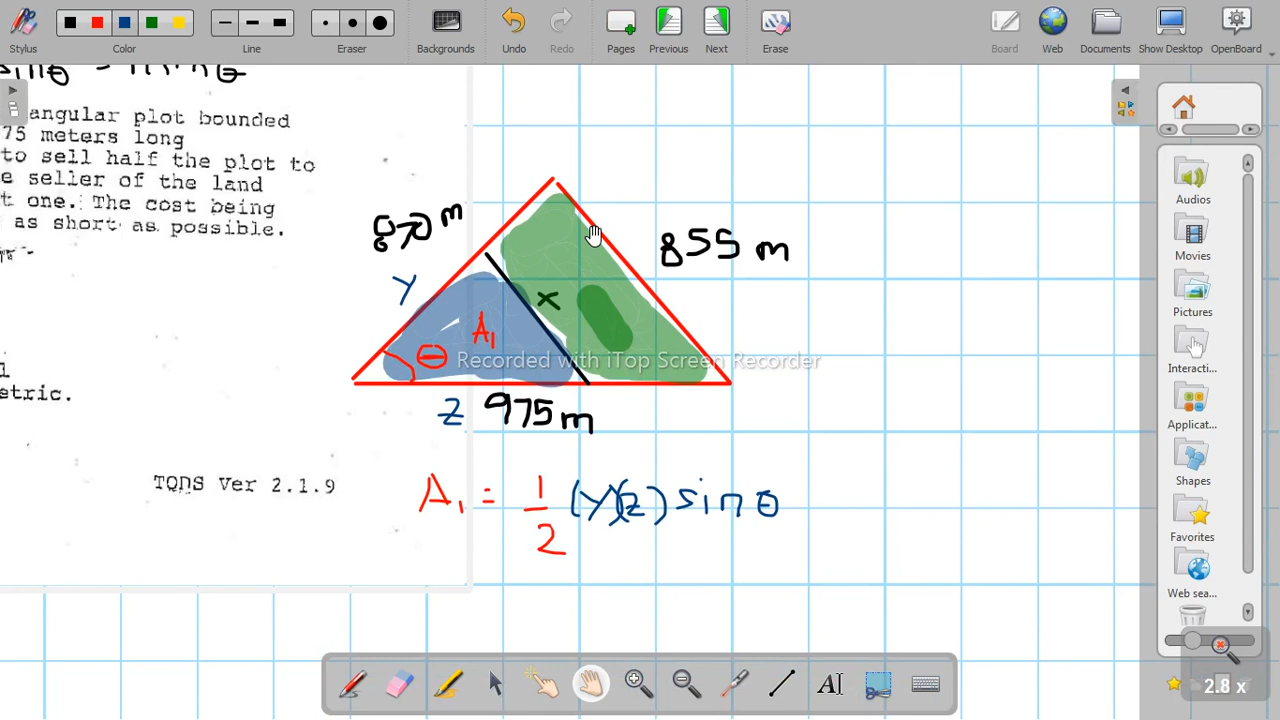 Stylus
Color
Line
Eraser
Backgrounds
Undo
Redo
Pages
Previous
Next
Erase
Board
Web
Documents
Show Desktop
OpenBoard
angular plot bounded
75 meters long
to sell half the plot to
e seller of the land
t one. The cost being
as short as possible.
etric.
TQDS Ver 2.1.9
870 m
855 m
y
x
A₁
θ
Recorded with iTop Screen Recorder
z 975 m
A₁ = 1/2 (y)(z) sin θ
Audios
Movies
Pictures
Interacti...
Applicat...
Shapes
Favorites
Web sea...
2.8 x